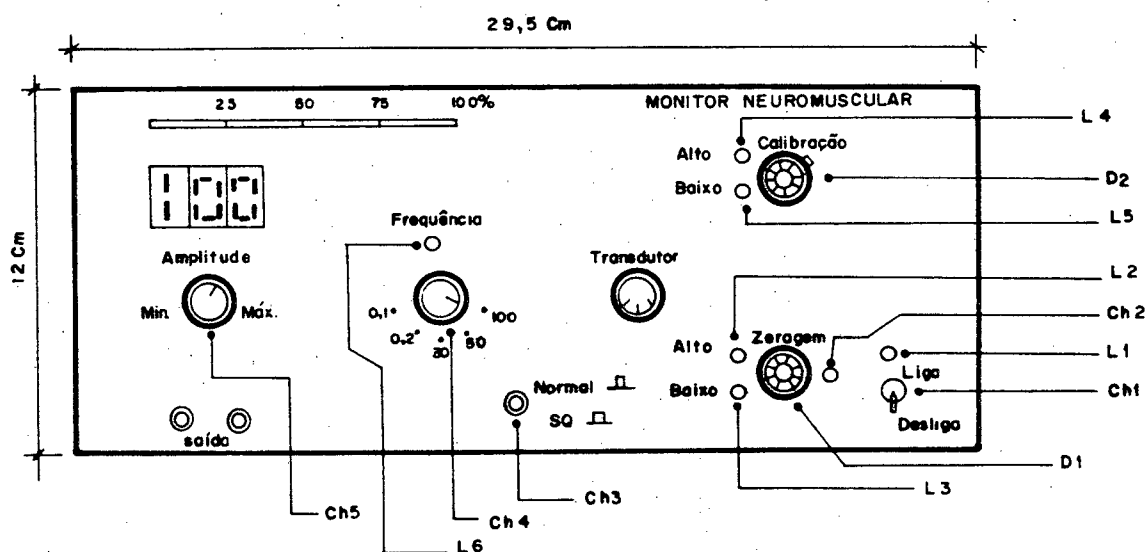 29,5 Cm
12 Cm
25 50 75 100%
MONITOR NEUROMUSCULAR
L 4
Calibração
Alto
D2
Baixo
L5
100
Frequência
Amplitude
Transdutor
L 2
Min. Máx.
0,1 100
Ch 2
0,2 30 50
Zeragem
Alto
L 1
Liga
Normal
Baixo
Ch1
SQ
Desliga
saída
D1
L 3
Ch3
Ch5
Ch 4
L 6